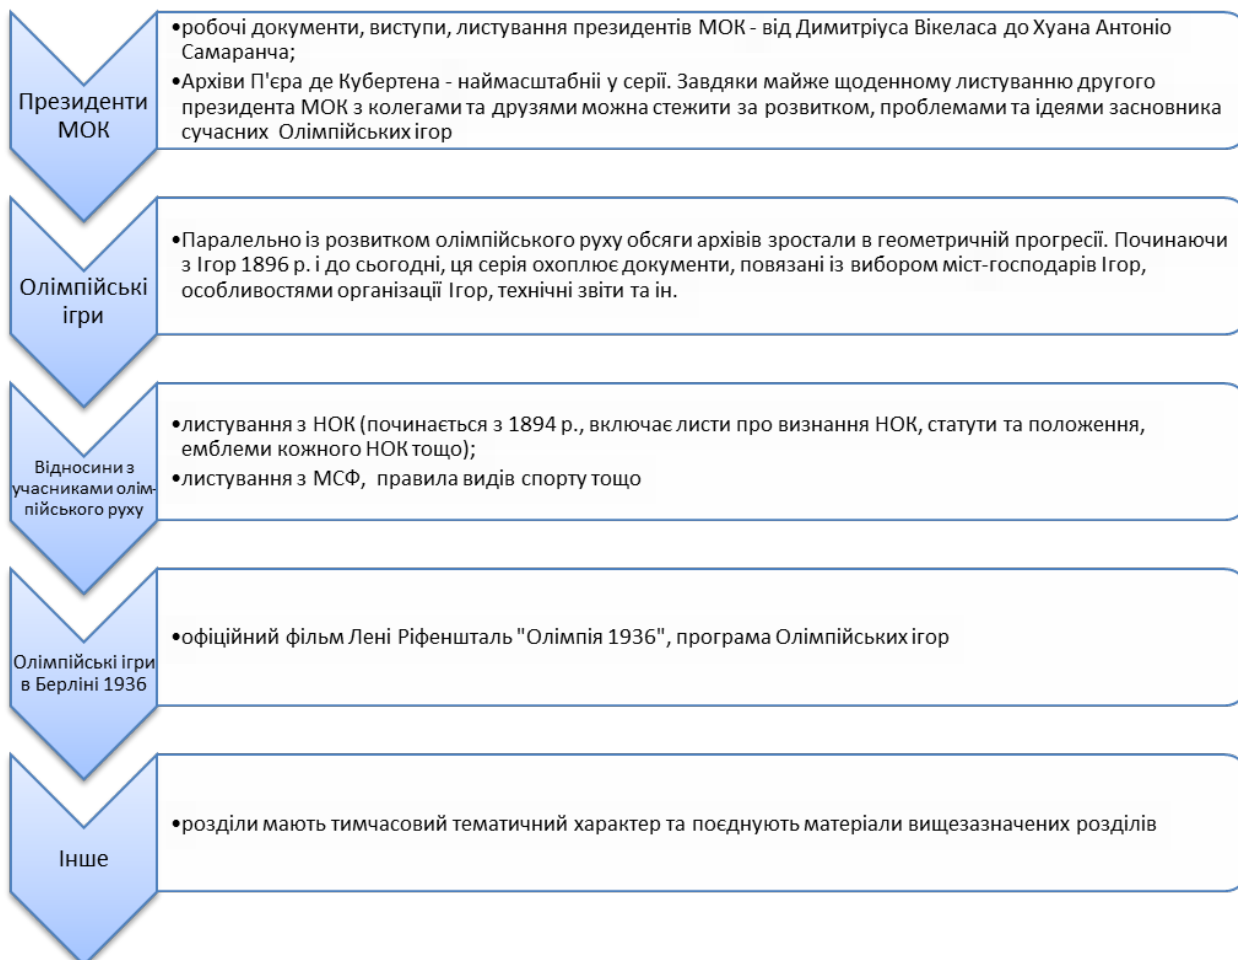 Президенти
МОК
•робочі документи, виступи, листування президентів МОК - від Димитріуса Вікеласа до Хуана Антоніо
Самаранча;
•Архіви П'єра де Кубертена - наймасштабніі у серії. Завдяки майже щоденному листуванню другого
президента МОК з колегами та друзями можна стежити за розвитком, проблемами та ідеями засновника
сучасних Олімпійських ігор
Олімпійські
ігри
•Паралельно із розвитком олімпійського руху обсяги архівів зростали в геометричній прогресії. Починаючи
з Ігор 1896 р. і до сьогодні, ця серія охоплює документи, повязані із вибором міст-господарів Ігор,
особливостями організації Ігор, технічні звіти та ін.
Відносини з
учасниками олім-
пійського руху
•листування з НОК (починається з 1894 р., включає листи про визнання НОК, статути та положення,
емблеми кожного НОК тощо);
•листування з МСФ, правила видів спорту тощо
Олімпійські ігри
в Берліні 1936
•офіційний фільм Лені Ріфеншталь "Олімпія 1936", програма Олімпійських ігор
Інше
•розділи мають тимчасовий тематичний характер та поєднують матеріали вищезазначених розділів